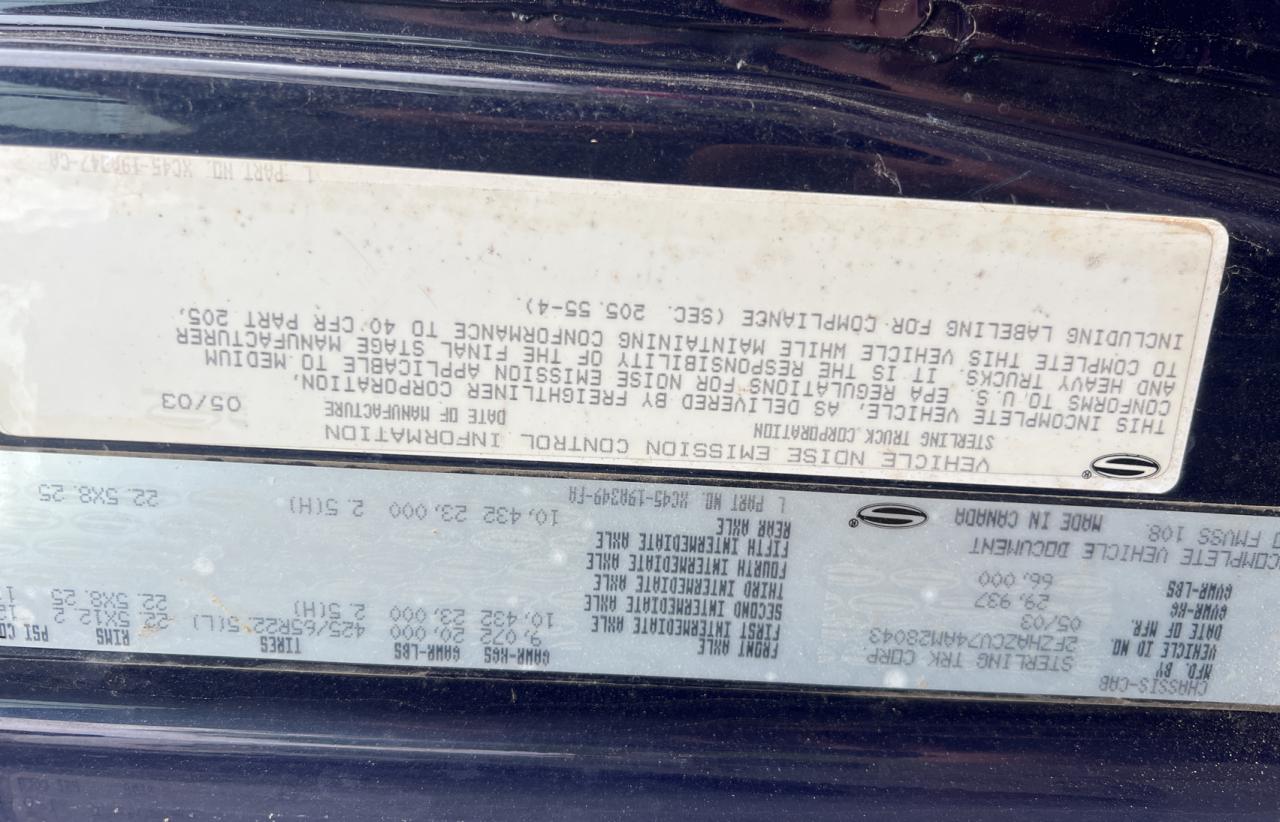 CHASSIS-CAB
MFD. BY STERLING TRK CORP
VEHICLE ID NO. 2FZHAZCV74AM28043
DATE OF MFR. 05/03
GVWR-KG 29,937
GVWR-LBS 66,000
COMPLETE VEHICLE DOCUMENT
O FMVSS 108
MADE IN CANADA
GAWR-KGS GAWR-LBS TIRES RIMS PSI CO
FRONT AXLE 9,072 20,000 425/65R22.5(L) 22.5X12.2
FIRST INTERMEDIATE AXLE 10,432 23,000 2.5(H) 22.5X8.25
SECOND INTERMEDIATE AXLE
THIRD INTERMEDIATE AXLE
FOURTH INTERMEDIATE AXLE
FIFTH INTERMEDIATE AXLE
REAR AXLE 10,432 23,000 2.5(H) 22.5X8.25
L PART NO. XC45-19A349-FA
VEHICLE NOISE EMISSION CONTROL INFORMATION
STERLING TRUCK CORPORATION DATE OF MANUFACTURE 05/03
THIS INCOMPLETE VEHICLE, AS DELIVERED BY FREIGHTLINER CORPORATION,
CONFORMS TO U.S. EPA REGULATIONS FOR NOISE EMISSION APPLICABLE TO MEDIUM
AND HEAVY TRUCKS. IT IS THE RESPONSIBILITY OF THE FINAL STAGE MANUFACTURER
TO COMPLETE THIS VEHICLE WHILE MAINTAINING CONFORMANCE TO 40 CFR PART 205,
INCLUDING LABELING FOR COMPLIANCE (SEC. 205.55-4).
L PART NO. XC45-19A347-CA